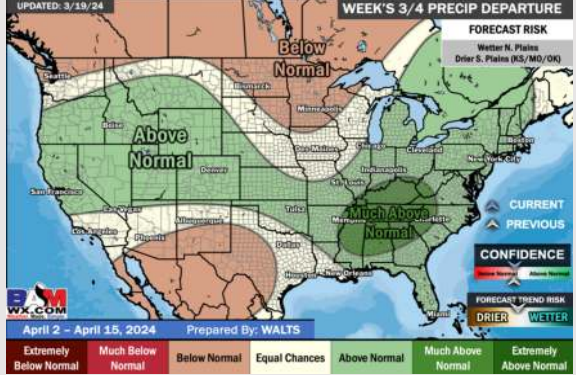 UPDATED: 3/19/24
WEEK'S 3/4 PRECIP DEPARTURE
FORECAST RISK
Wetter N. Plains
Drier S. Plains (KS/MO/OK)
Below
Normal
Seattle
Bismarck
Minneapolis
Boise
Above
Normal
Des Moines
Chicago
Cleveland
Boston
New York City
Denver
Indianapolis
St. Louis
San Francisco
Las Vegas
Tulsa
Memphis
Charlotte
Much Above
Normal
Los Angeles
Phoenix
Albuquerque
Dallas
Houston
New Orleans
Miami
CURRENT
PREVIOUS
CONFIDENCE
Below Normal
Above Normal
FORECAST TREND RISK
DRIER
WETTER
BAM
WX.COM
April 2 – April 15, 2024
Prepared By: WALTS
Extremely
Below Normal
Much Below
Normal
Below Normal
Equal Chances
Above Normal
Much Above
Normal
Extremely
Above Normal